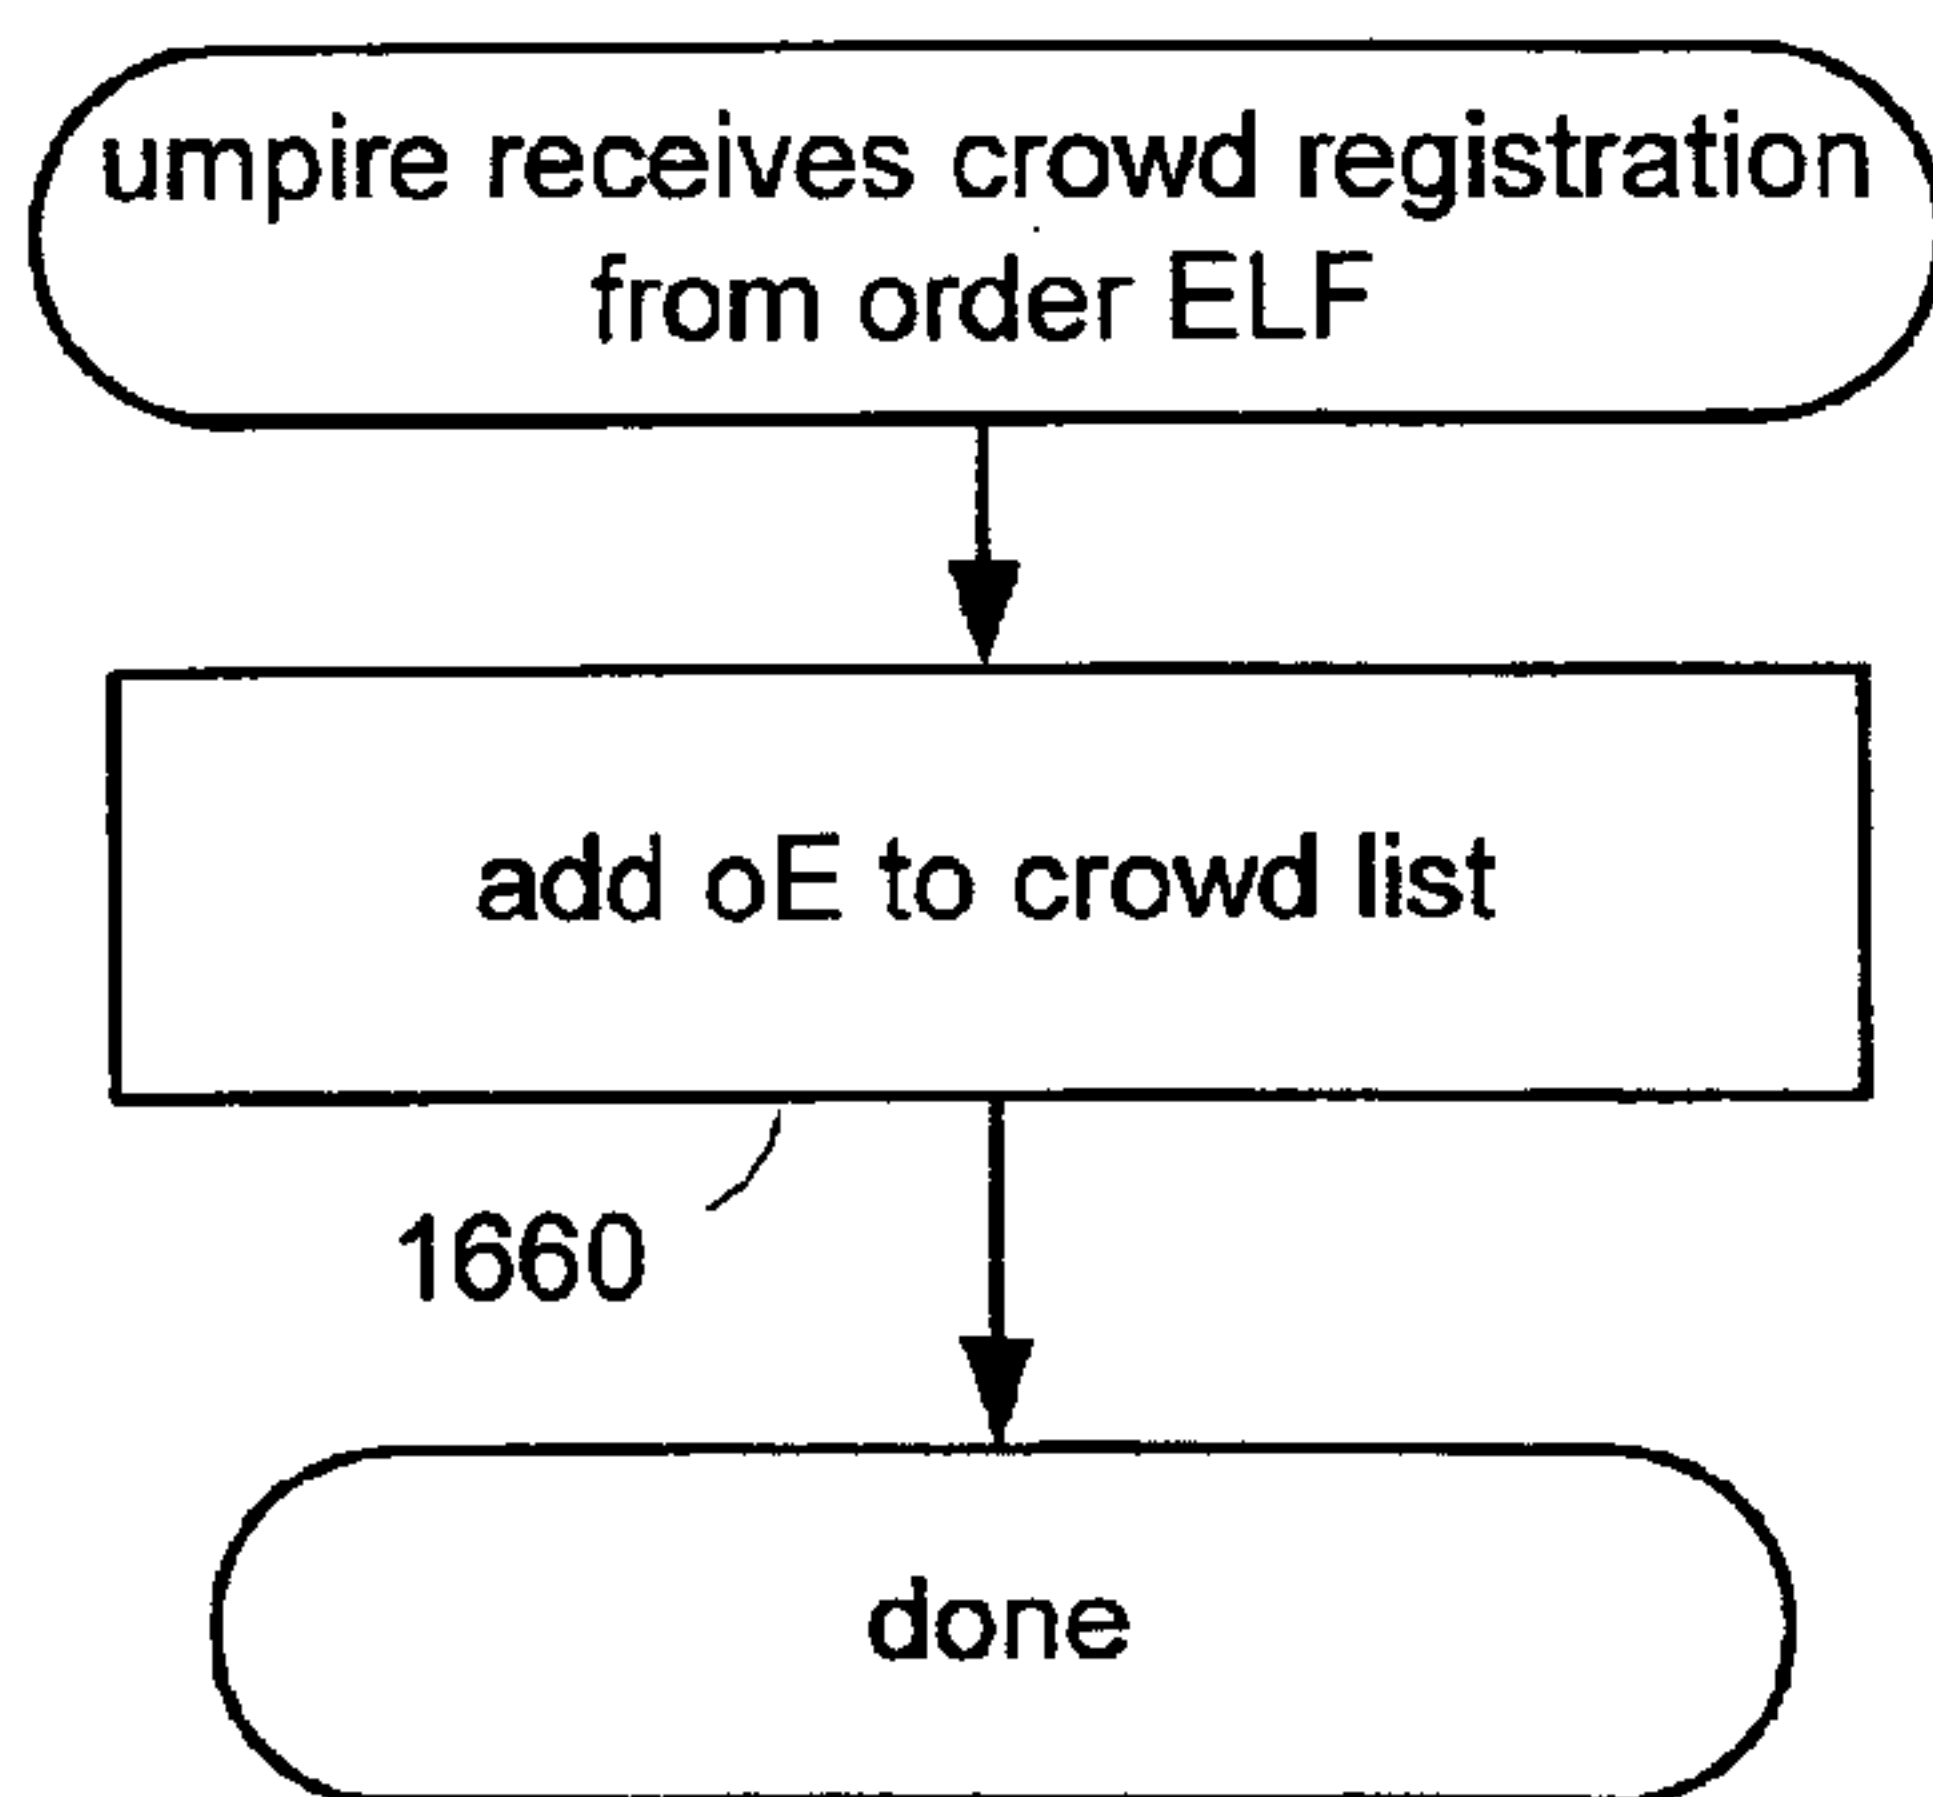 umpire receives crowd registration
from order ELF
add oE to crowd list
1660
done